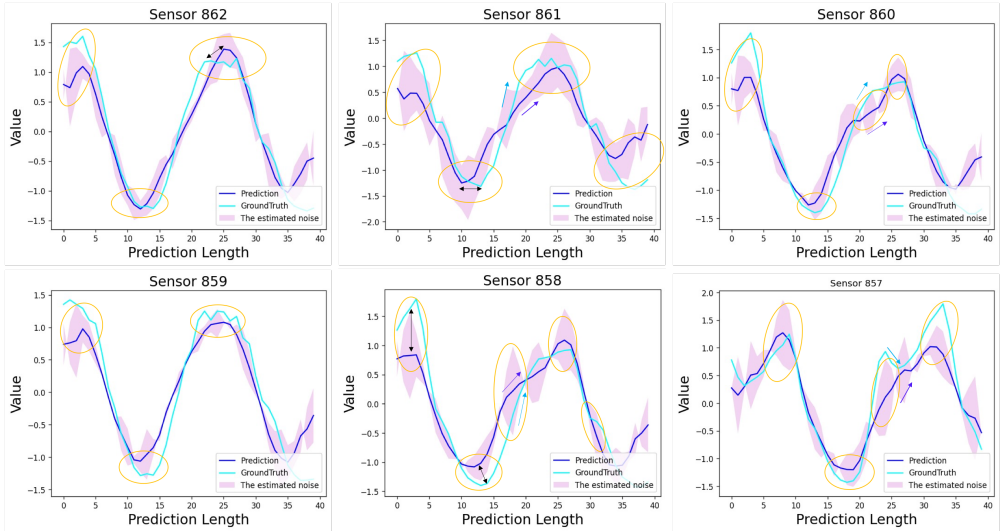 Sensor 862
Value
1.5
1.0
0.5
0.0
−0.5
−1.0
−1.5
Prediction
GroundTruth
The estimated noise
0 5 10 15 20 25 30 35 40
Prediction Length
Sensor 861
Value
1.5
1.0
0.5
0.0
−0.5
−1.0
−1.5
−2.0
Prediction
GroundTruth
The estimated noise
0 5 10 15 20 25 30 35 40
Prediction Length
Sensor 860
Value
1.5
1.0
0.5
0.0
−0.5
−1.0
−1.5
Prediction
GroundTruth
The estimated noise
0 5 10 15 20 25 30 35 40
Prediction Length
Sensor 859
Value
1.5
1.0
0.5
0.0
−0.5
−1.0
−1.5
Prediction
GroundTruth
The estimated noise
0 5 10 15 20 25 30 35 40
Prediction Length
Sensor 858
Value
1.5
1.0
0.5
0.0
−0.5
−1.0
−1.5
Prediction
GroundTruth
The estimated noise
0 5 10 15 20 25 30 35 40
Prediction Length
Sensor 857
Value
2.0
1.5
1.0
0.5
0.0
−0.5
−1.0
−1.5
Prediction
GroundTruth
The estimated noise
0 5 10 15 20 25 30 35 40
Prediction Length